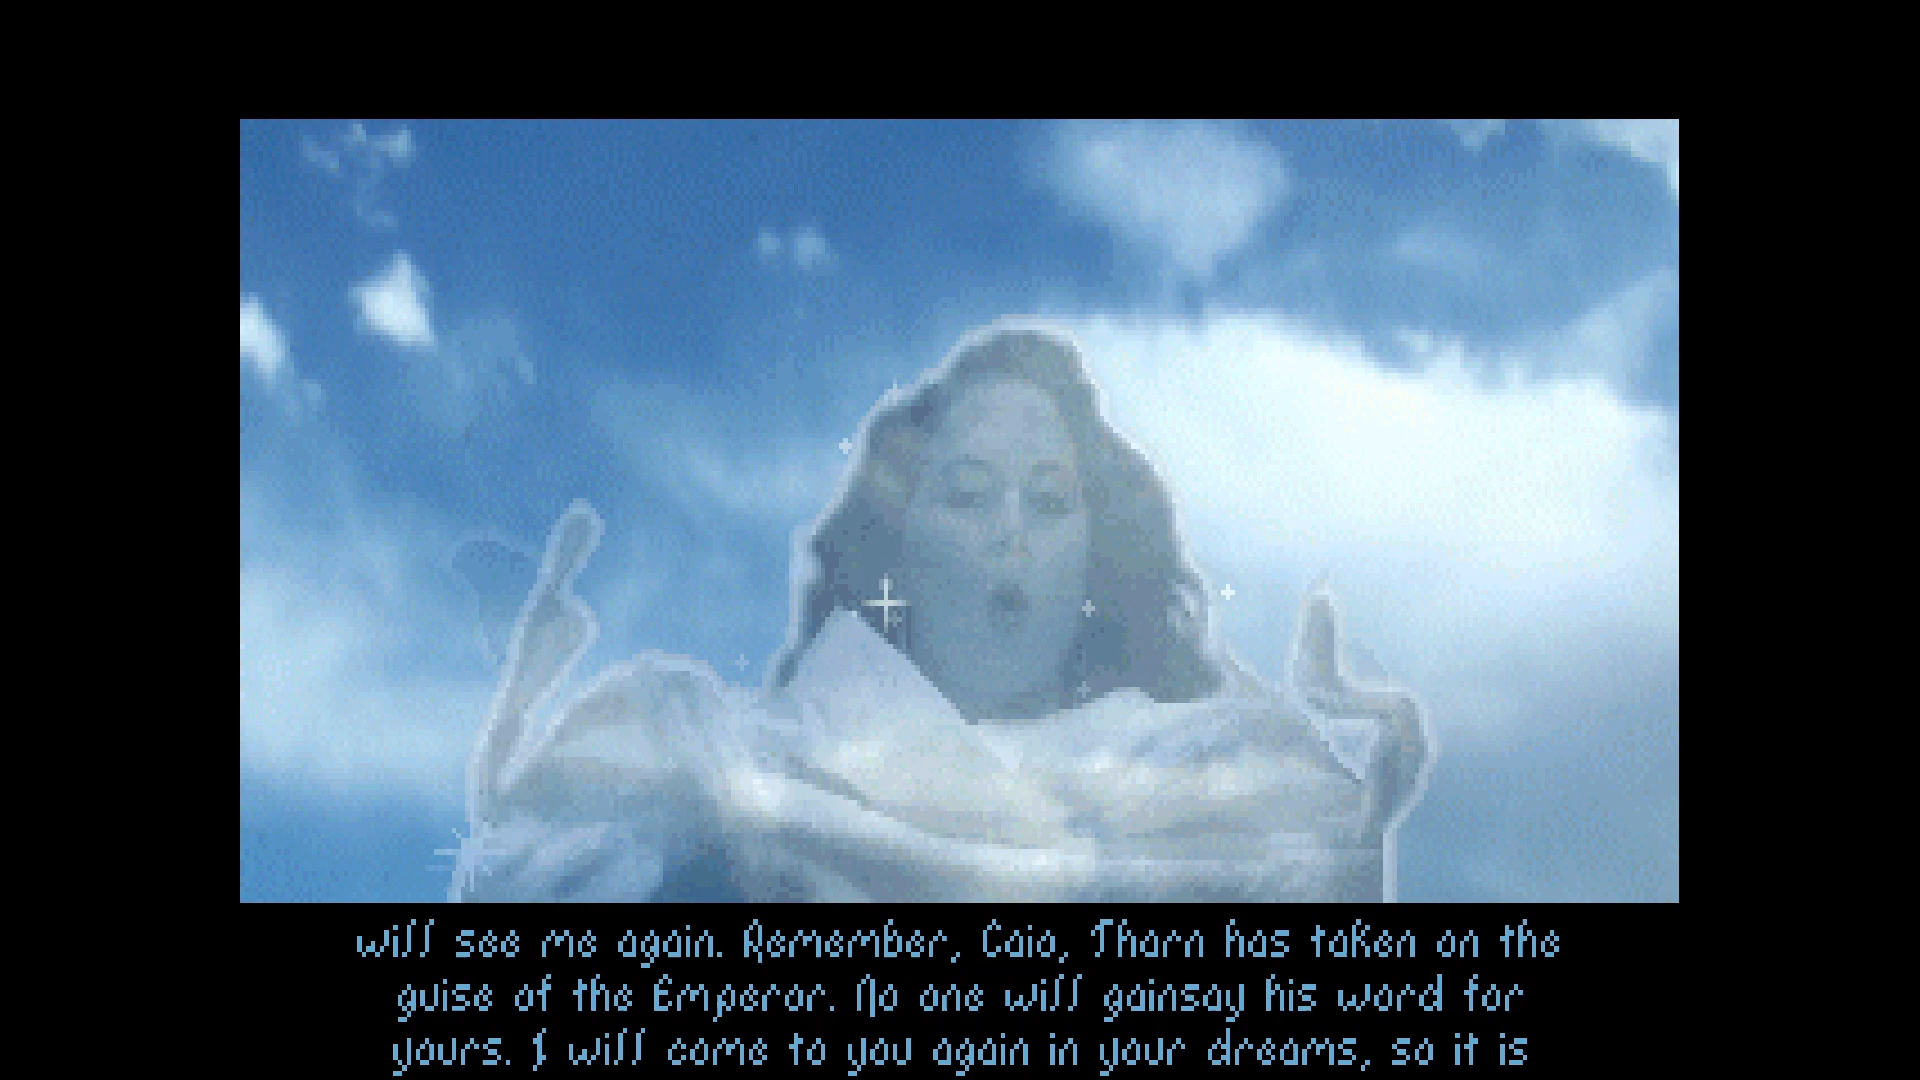 will see me again. Remember, Caio, Tharn has taken on the
guise of the Emperor. No one will gainsay his word for
yours. I will come to you again in your dreams, so it is